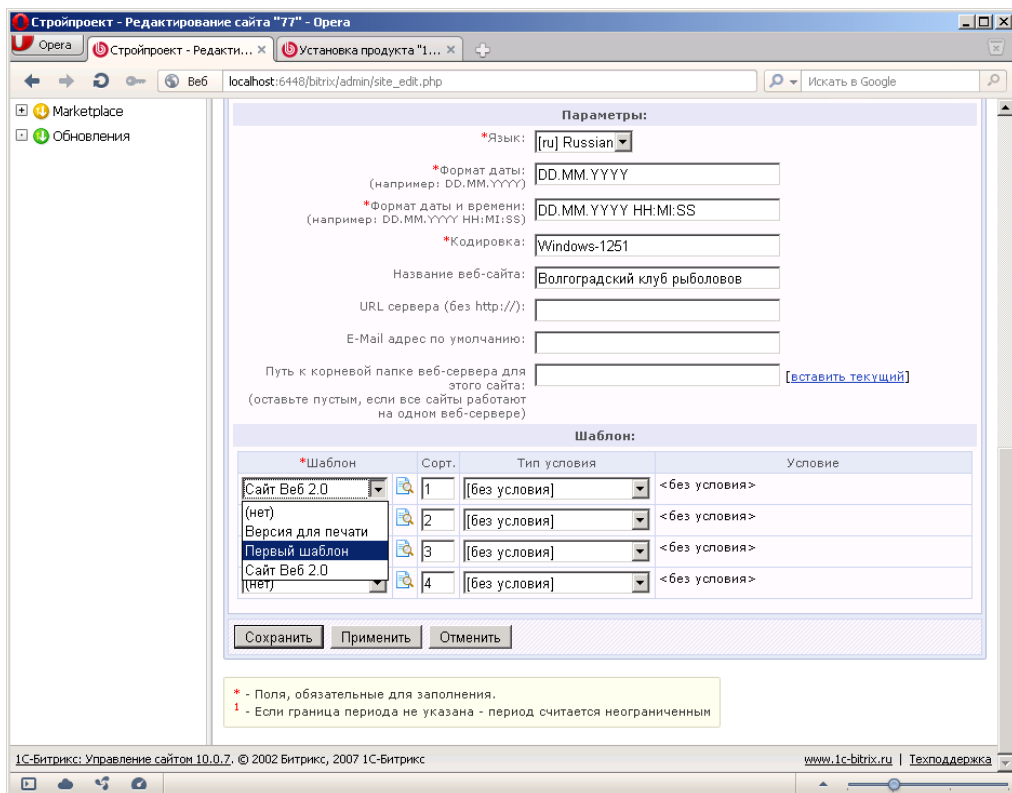 Стройпроект - Редактирование сайта "77" - Opera
Opera
Стройпроект - Редакти...
Установка продукта "1...
Веб
localhost:6448/bitrix/admin/site_edit.php
Искать в Google
Marketplace
Обновления
Параметры:
*Язык:
[ru] Russian
*Формат даты:
(например: DD.MM.YYYY)
DD.MM.YYYY
*Формат даты и времени:
(например: DD.MM.YYYY HH:MI:SS)
DD.MM.YYYY HH:MI:SS
*Кодировка:
Windows-1251
Название веб-сайта:
Волгоградский клуб рыболовов
URL сервера (без http://):
E-Mail адрес по умолчанию:
Путь к корневой папке веб-сервера для
этого сайта:
(оставьте пустым, если все сайты работают
на одном веб-сервере)
[вставить текущий]
Шаблон:
*Шаблон Сорт. Тип условия Условие
Сайт Веб 2.0 1 [без условия] <без условия>
(нет)
2 [без условия] <без условия>
Версия для печати
Первый шаблон 3 [без условия] <без условия>
Сайт Веб 2.0
(нет) 4 [без условия] <без условия>
Сохранить Применить Отменить
* - Поля, обязательные для заполнения.
1 - Если граница периода не указана - период считается неограниченным
1С-Битрикс: Управление сайтом 10.0.7. © 2002 Битрикс, 2007 1С-Битрикс
www.1c-bitrix.ru | Техподдержка